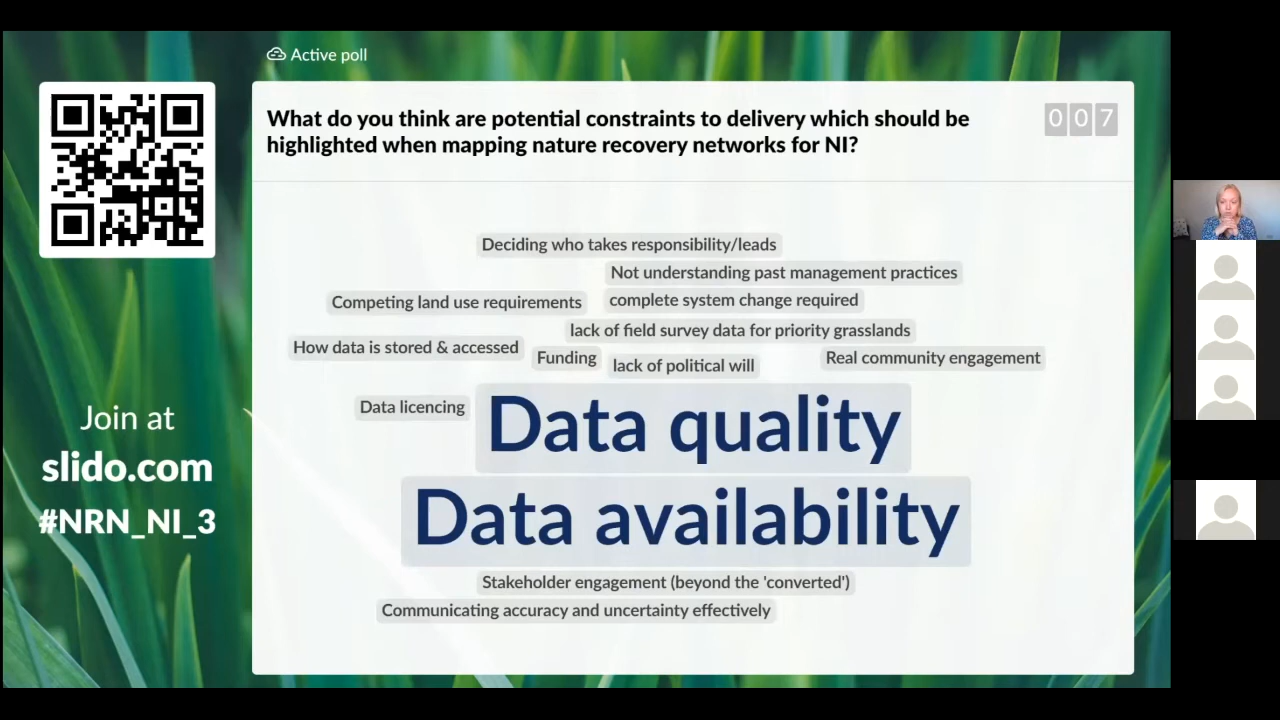 Active poll
What do you think are potential constraints to delivery which should be
highlighted when mapping nature recovery networks for NI?
007
Deciding who takes responsibility/leads
Not understanding past management practices
Competing land use requirements
complete system change required
lack of field survey data for priority grasslands
How data is stored & accessed
Funding
lack of political will
Real community engagement
Data licencing
Data quality
Data availability
Stakeholder engagement (beyond the 'converted')
Communicating accuracy and uncertainty effectively
Join at
slido.com
#NRN_NI_3